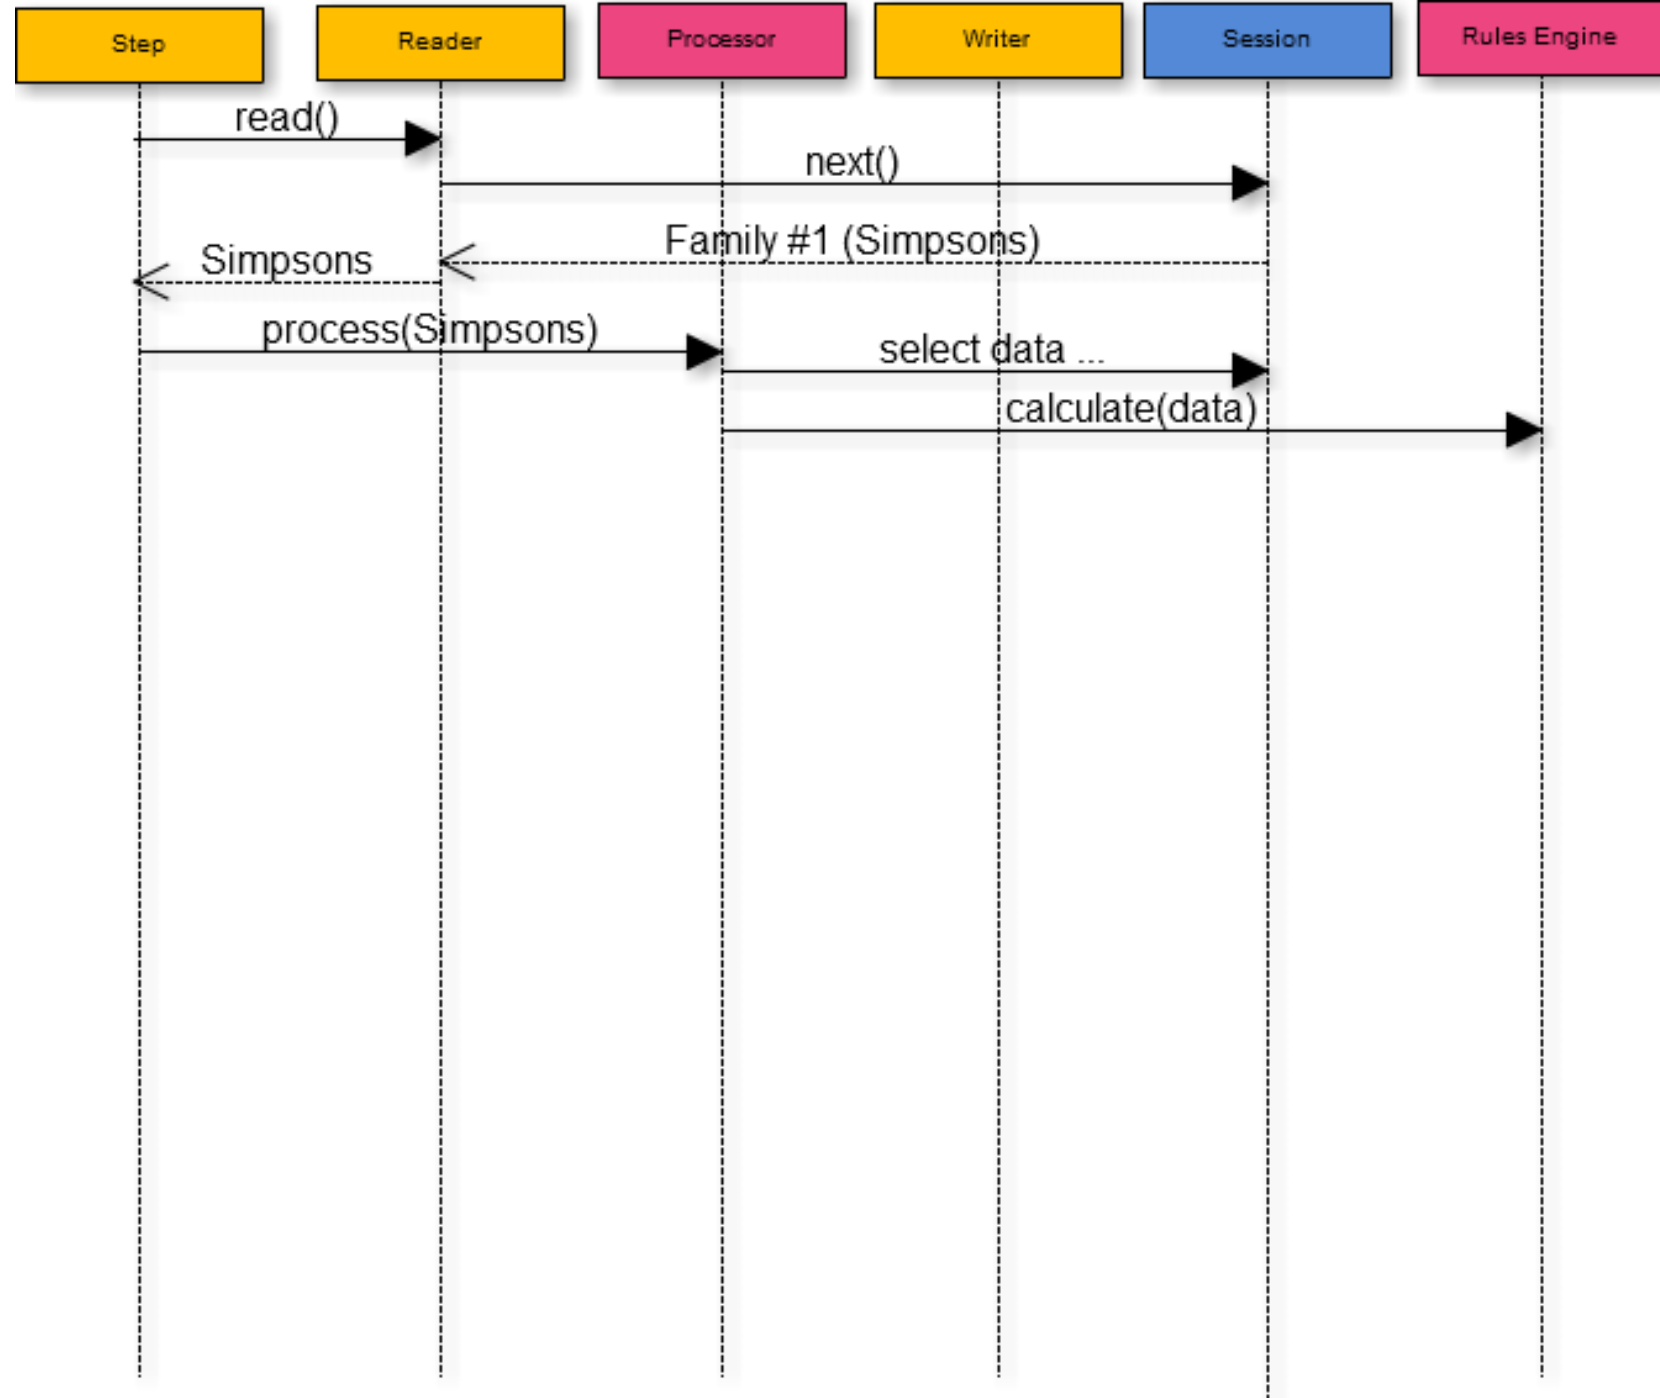 Step
Reader
Processor
Writer
Session
Rules Engine
read()
next()
Family #1 (Simpsons)
Simpsons
process(Simpsons)
select data ...
calculate(data)